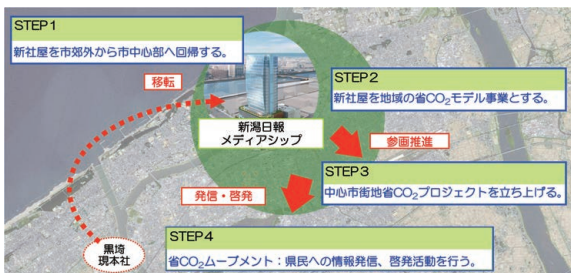 STEP1
新社屋を市郊外から市中心部へ回帰する。
移転
STEP2
新社屋を地域の省CO₂モデル事業とする。
新潟日報
メディアシップ
参画推進
STEP3
中心市街地省CO₂プロジェクトを立ち上げる。
発信・啓発
STEP4
省CO₂ムーブメント：県民への情報発信、啓発活動を行う。
黒埼
現本社